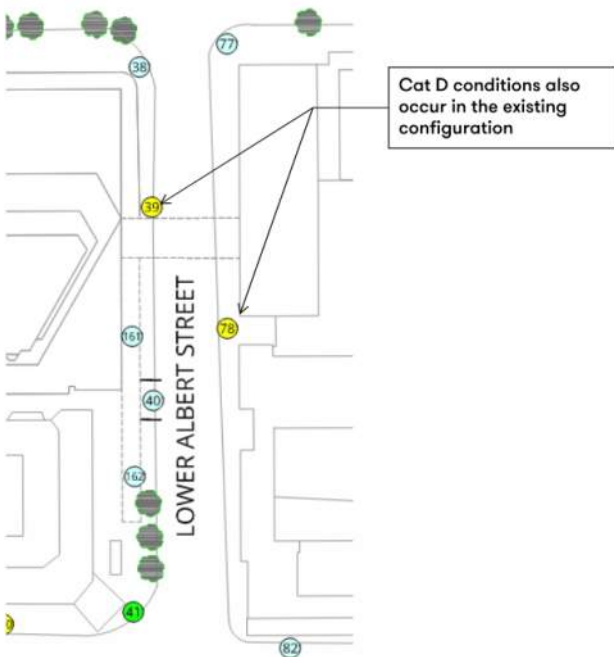 77
38
Cat D conditions also
occur in the existing
configuration
39
78
161
LOWER ALBERT STREET
40
162
41
82